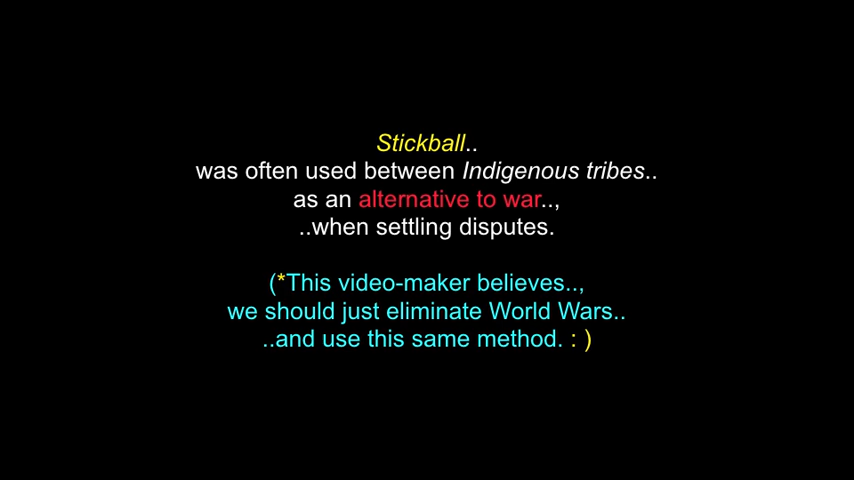 Stickball..
was often used between Indigenous tribes..
as an alternative to war..,
..when settling disputes.
(*This video-maker believes..,
we should just eliminate World Wars..
..and use this same method. : )